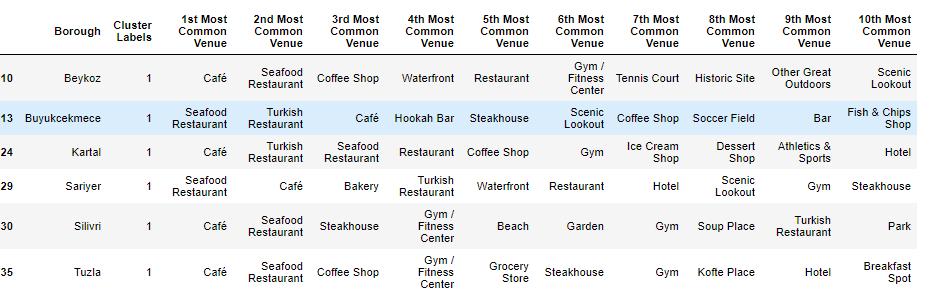 Borough Cluster Labels 1st Most Common Venue 2nd Most Common Venue 3rd Most Common Venue 4th Most Common Venue 5th Most Common Venue 6th Most Common Venue 7th Most Common Venue 8th Most Common Venue 9th Most Common Venue 10th Most Common Venue
10 Beykoz 1 Café Seafood Restaurant Coffee Shop Waterfront Restaurant Gym / Fitness Center Tennis Court Historic Site Other Great Outdoors Scenic Lookout
13 Buyukcekmece 1 Seafood Restaurant Turkish Restaurant Café Hookah Bar Steakhouse Scenic Lookout Coffee Shop Soccer Field Bar Fish & Chips Shop
24 Kartal 1 Café Turkish Restaurant Seafood Restaurant Restaurant Coffee Shop Gym Ice Cream Shop Dessert Shop Athletics & Sports Hotel
29 Sariyer 1 Seafood Restaurant Café Bakery Turkish Restaurant Waterfront Restaurant Hotel Scenic Lookout Gym Steakhouse
30 Silivri 1 Café Seafood Restaurant Steakhouse Gym / Fitness Center Beach Garden Gym Soup Place Turkish Restaurant Park
35 Tuzla 1 Café Seafood Restaurant Coffee Shop Gym / Fitness Center Grocery Store Steakhouse Gym Kofte Place Hotel Breakfast Spot